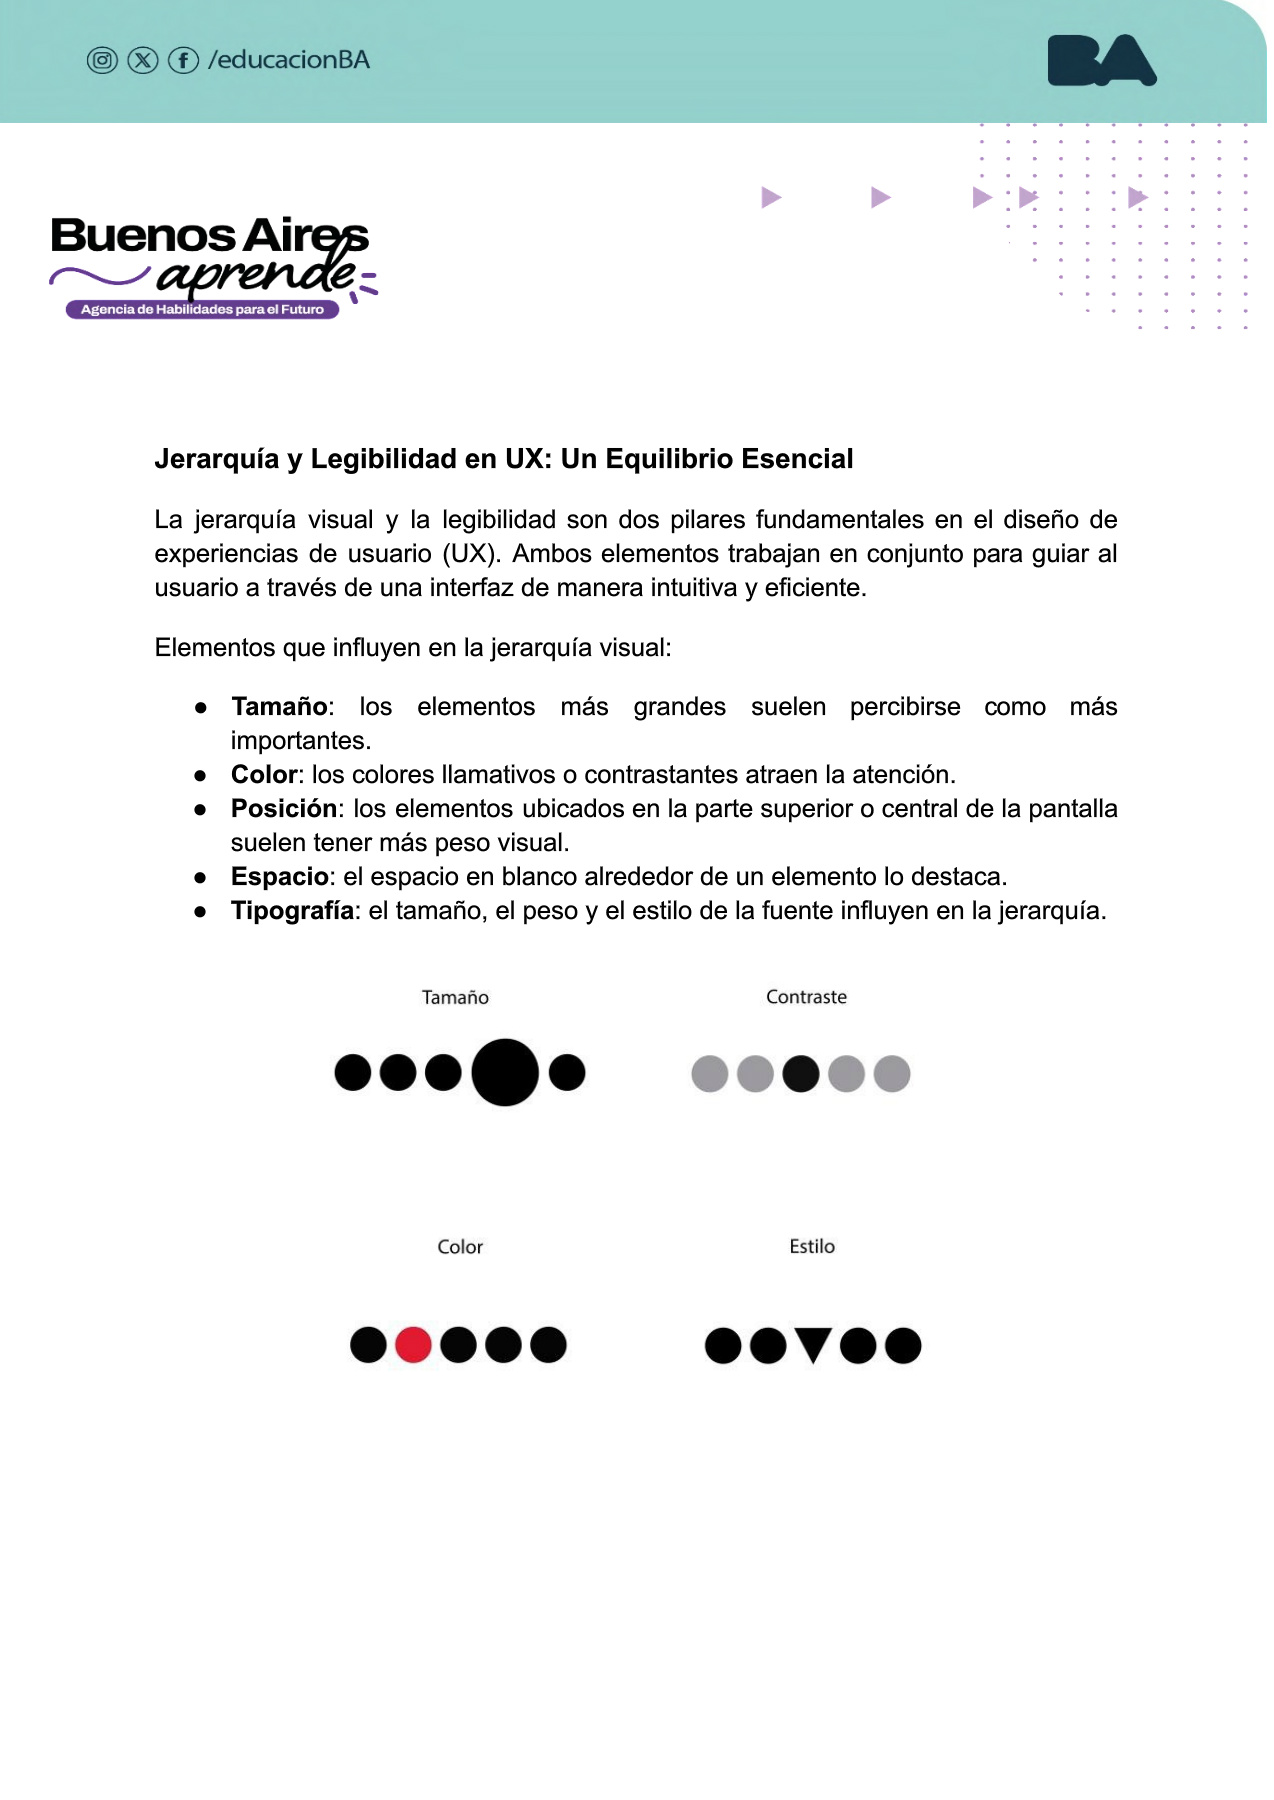 /educacionBA
BA
Buenos Aires
aprende
Agencia de Habilidades para el Futuro
Jerarquía y Legibilidad en UX: Un Equilibrio Esencial
La jerarquía visual y la legibilidad son dos pilares fundamentales en el diseño de
experiencias de usuario (UX). Ambos elementos trabajan en conjunto para guiar al
usuario a través de una interfaz de manera intuitiva y eficiente.
Elementos que influyen en la jerarquía visual:
● Tamaño: los elementos más grandes suelen percibirse como más
importantes.
● Color: los colores llamativos o contrastantes atraen la atención.
● Posición: los elementos ubicados en la parte superior o central de la pantalla
suelen tener más peso visual.
● Espacio: el espacio en blanco alrededor de un elemento lo destaca.
● Tipografía: el tamaño, el peso y el estilo de la fuente influyen en la jerarquía.
Tamaño
Contraste
Color
Estilo